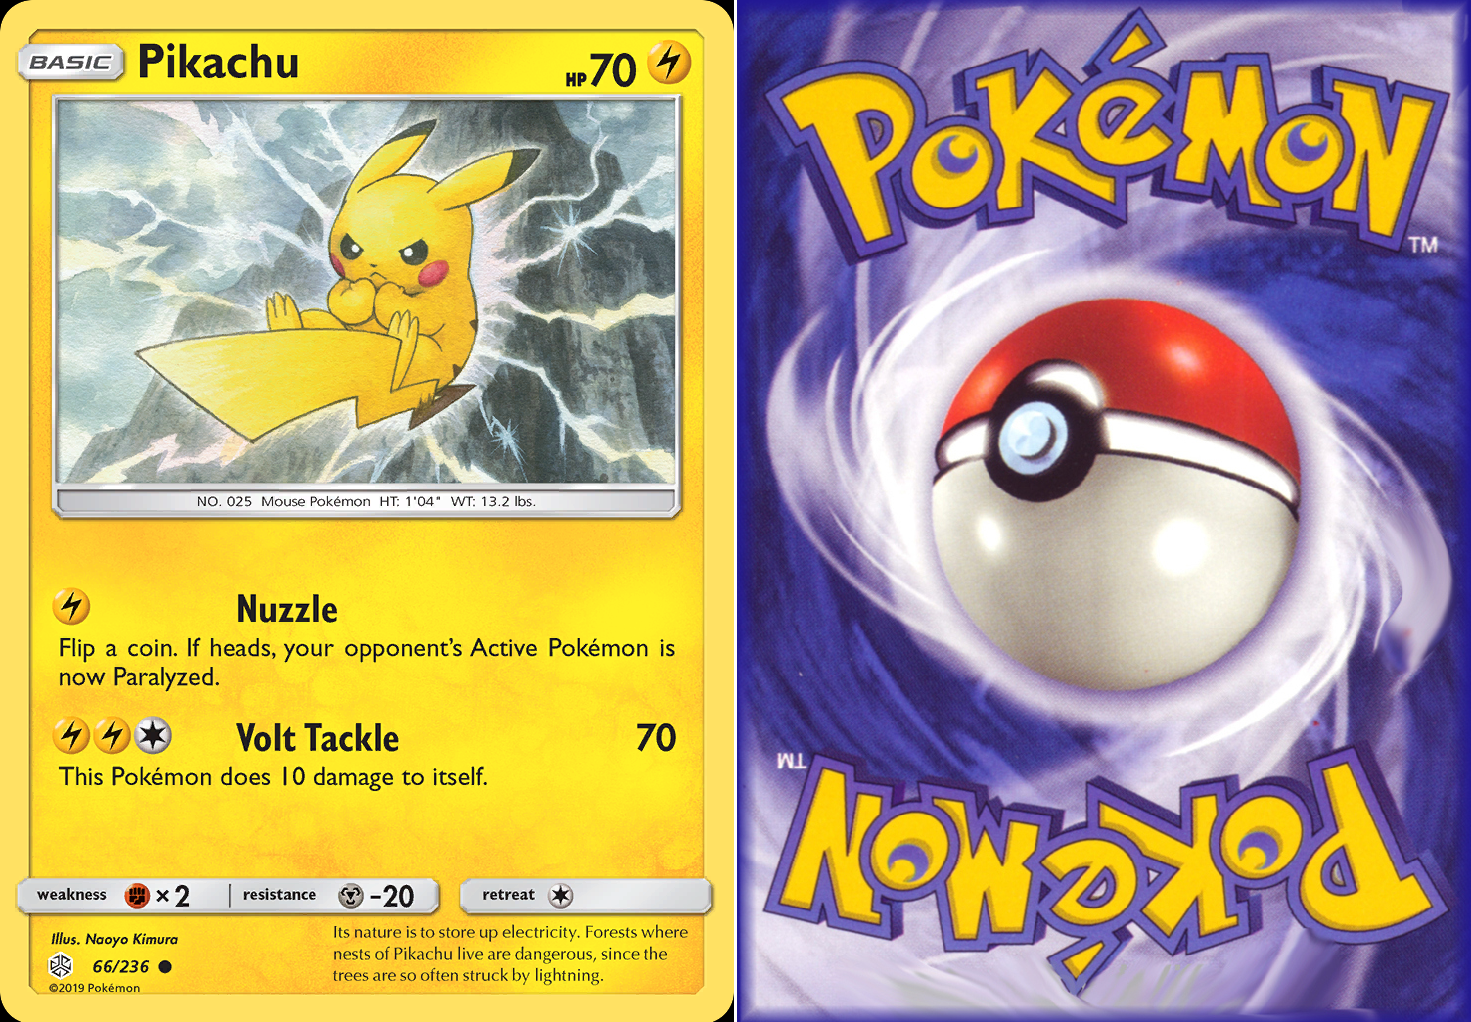 BASIC Pikachu HP 70
NO. 025 Mouse Pokémon HT: 1'04" WT: 13.2 lbs.
Nuzzle
Flip a coin. If heads, your opponent's Active Pokémon is
now Paralyzed.
Volt Tackle 70
This Pokémon does 10 damage to itself.
weakness ×2 resistance -20 retreat
Illus. Naoyo Kimura
66/236
©2019 Pokémon
Its nature is to store up electricity. Forests where
nests of Pikachu live are dangerous, since the
trees are so often struck by lightning.
POKéMON
TM
TM
POKéMON